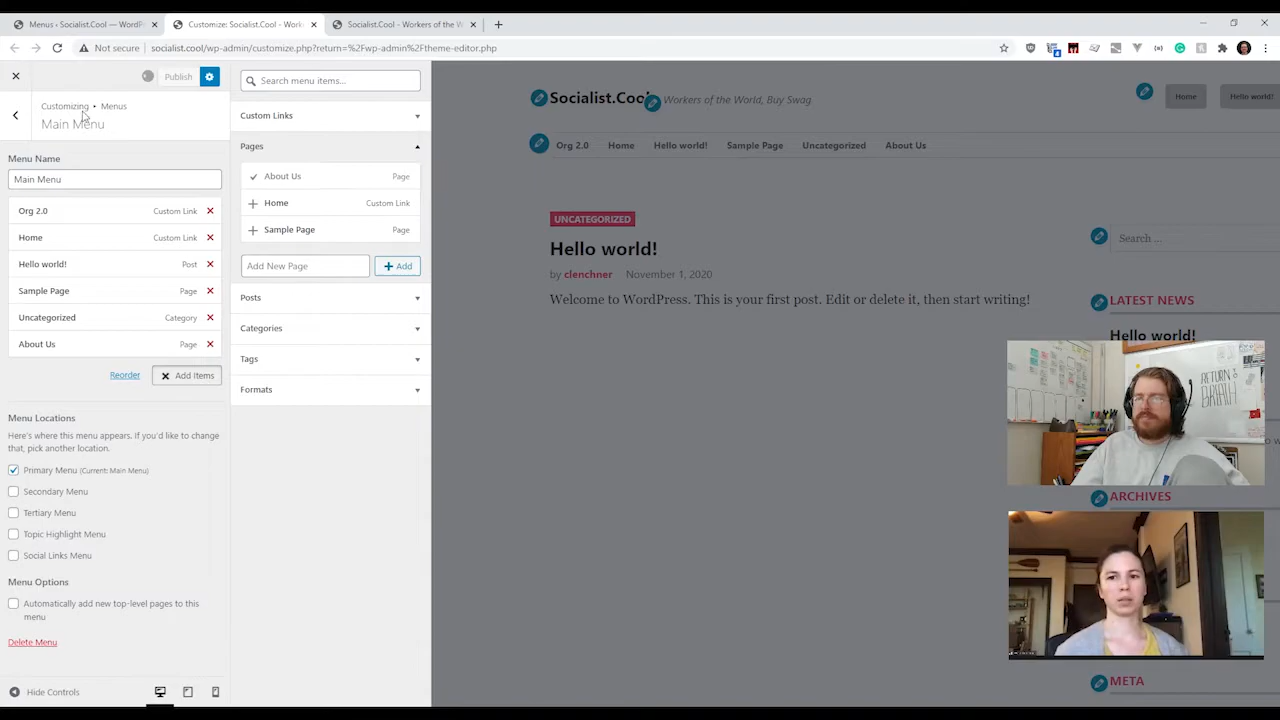 Menus ‹ Socialist.Cool — WordPr
Customize: Socialist.Cool - Work
Socialist.Cool - Workers of the W
Not secure
socialist.cool/wp-admin/customize.php?return=%2Fwp-admin%2Ftheme-editor.php
Publish
Customizing • Menus
Main Menu
Menu Name
Main Menu
Org 2.0 Custom Link
Home Custom Link
Hello world! Post
Sample Page Page
Uncategorized Category
About Us Page
Reorder
Add Items
Menu Locations
Here's where this menu appears. If you'd like to change
that, pick another location.
Primary Menu (Current: Main Menu)
Secondary Menu
Tertiary Menu
Topic Highlight Menu
Social Links Menu
Menu Options
Automatically add new top-level pages to this
menu
Delete Menu
Hide Controls
Search menu items...
Custom Links
Pages
About Us Page
Home Custom Link
Sample Page Page
Add New Page
Add
Posts
Categories
Tags
Formats
Socialist.Cool
Workers of the World, Buy Swag
Home
Hello world!
Org 2.0
Home
Hello world!
Sample Page
Uncategorized
About Us
UNCATEGORIZED
Hello world!
by clenchner November 1, 2020
Welcome to WordPress. This is your first post. Edit or delete it, then start writing!
Search ...
LATEST NEWS
Hello world!
RETURN
BREATH
ARCHIVES
META